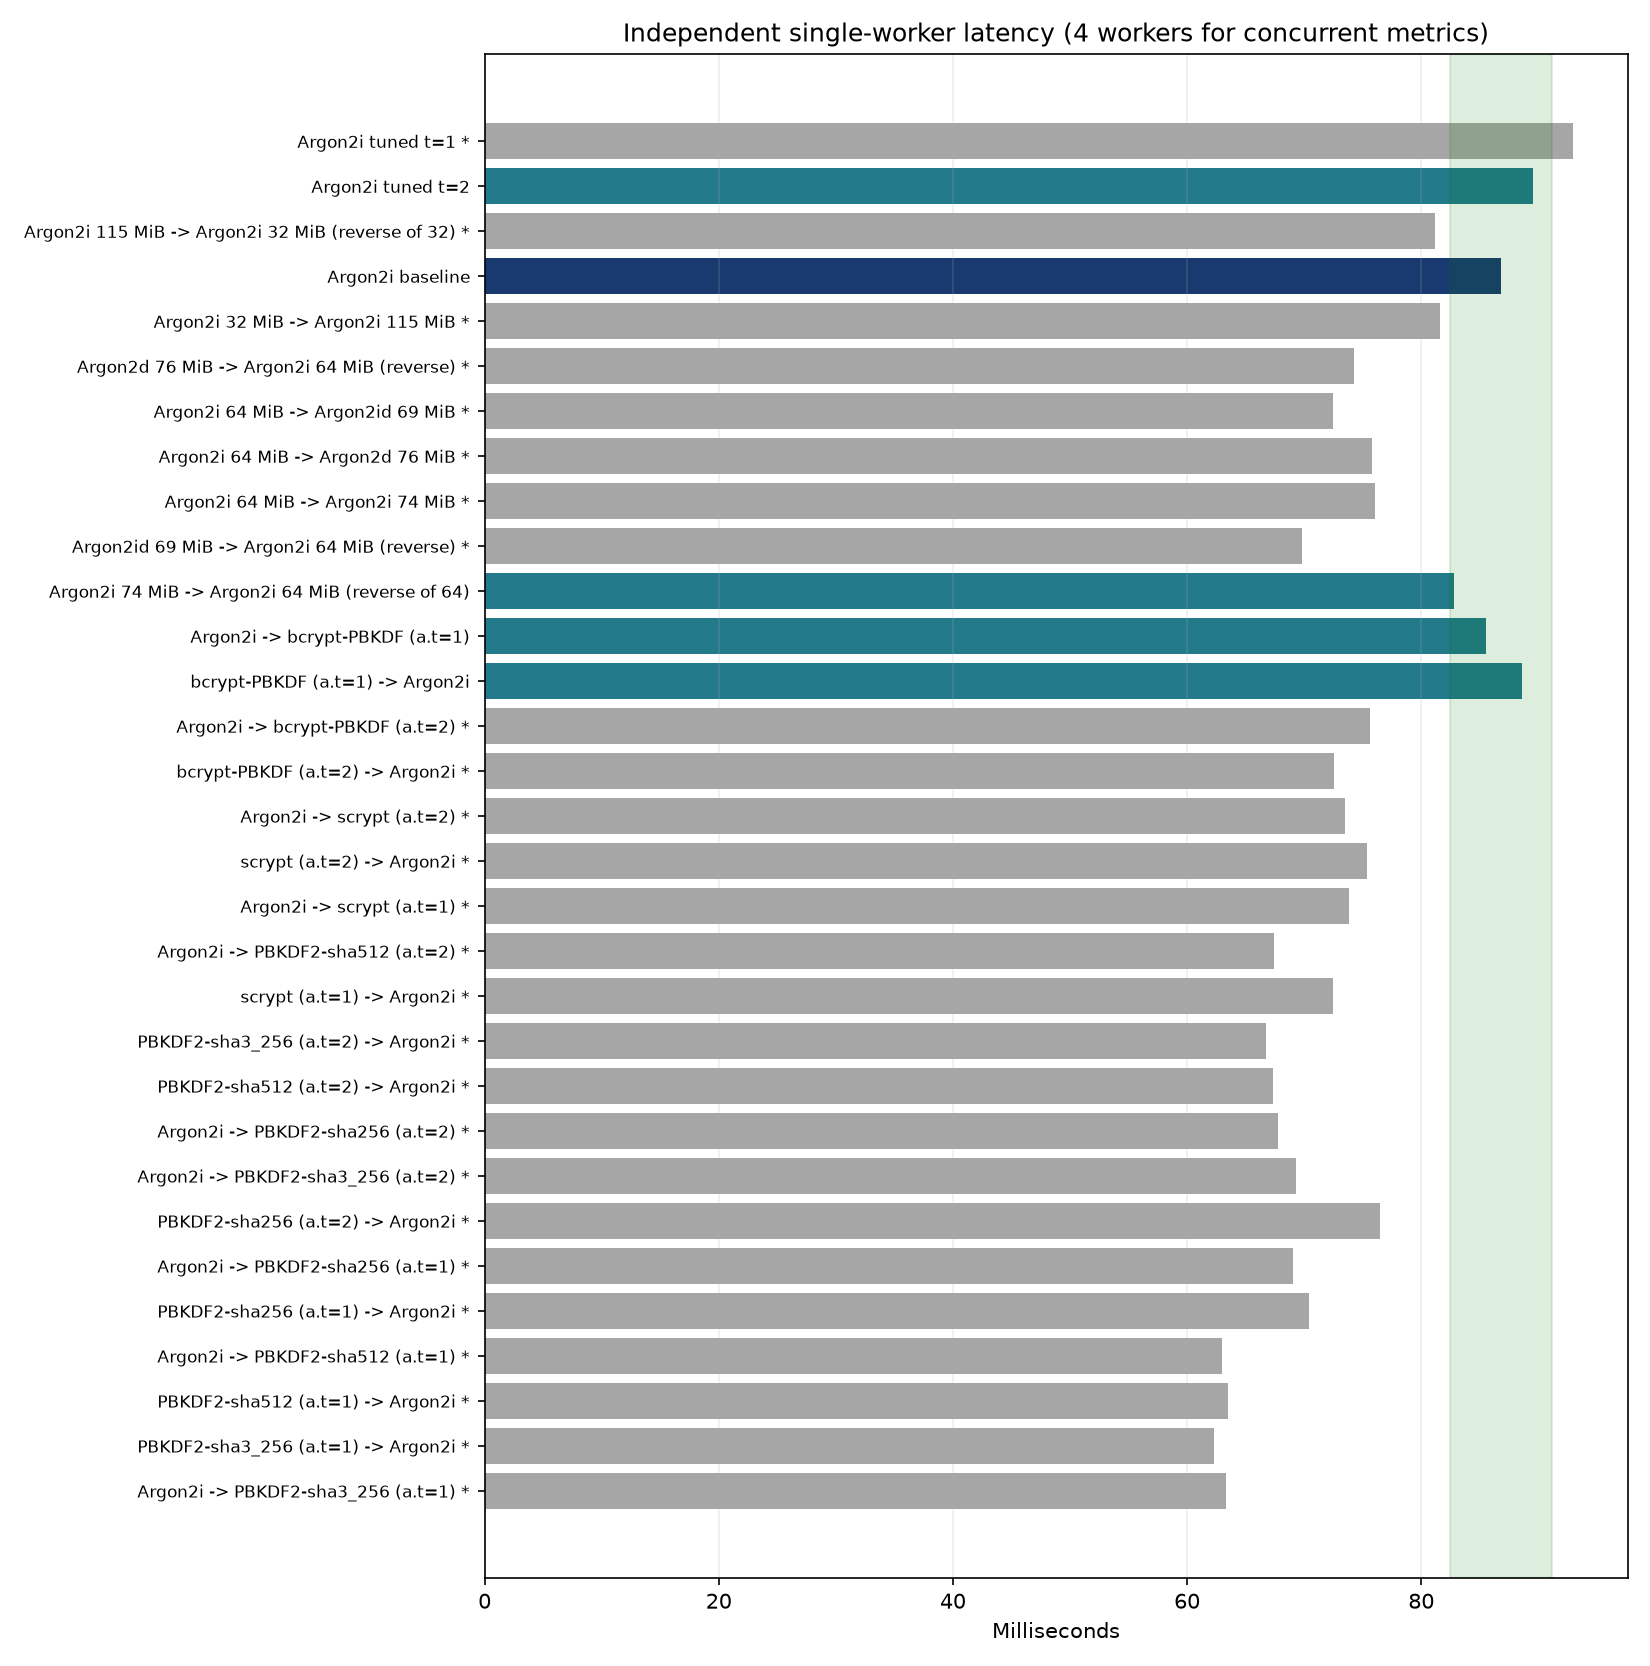 Independent single-worker latency (4 workers for concurrent metrics)
Argon2i tuned t=1 *
Argon2i tuned t=2
Argon2i 115 MiB -> Argon2i 32 MiB (reverse of 32) *
Argon2i baseline
Argon2i 32 MiB -> Argon2i 115 MiB *
Argon2d 76 MiB -> Argon2i 64 MiB (reverse) *
Argon2i 64 MiB -> Argon2id 69 MiB *
Argon2i 64 MiB -> Argon2d 76 MiB *
Argon2i 64 MiB -> Argon2i 74 MiB *
Argon2id 69 MiB -> Argon2i 64 MiB (reverse) *
Argon2i 74 MiB -> Argon2i 64 MiB (reverse of 64)
Argon2i -> bcrypt-PBKDF (a.t=1)
bcrypt-PBKDF (a.t=1) -> Argon2i
Argon2i -> bcrypt-PBKDF (a.t=2) *
bcrypt-PBKDF (a.t=2) -> Argon2i *
Argon2i -> scrypt (a.t=2) *
scrypt (a.t=2) -> Argon2i *
Argon2i -> scrypt (a.t=1) *
Argon2i -> PBKDF2-sha512 (a.t=2) *
scrypt (a.t=1) -> Argon2i *
PBKDF2-sha3_256 (a.t=2) -> Argon2i *
PBKDF2-sha512 (a.t=2) -> Argon2i *
Argon2i -> PBKDF2-sha256 (a.t=2) *
Argon2i -> PBKDF2-sha3_256 (a.t=2) *
PBKDF2-sha256 (a.t=2) -> Argon2i *
Argon2i -> PBKDF2-sha256 (a.t=1) *
PBKDF2-sha256 (a.t=1) -> Argon2i *
Argon2i -> PBKDF2-sha512 (a.t=1) *
PBKDF2-sha512 (a.t=1) -> Argon2i *
PBKDF2-sha3_256 (a.t=1) -> Argon2i *
Argon2i -> PBKDF2-sha3_256 (a.t=1) *
0 20 40 60 80
Milliseconds